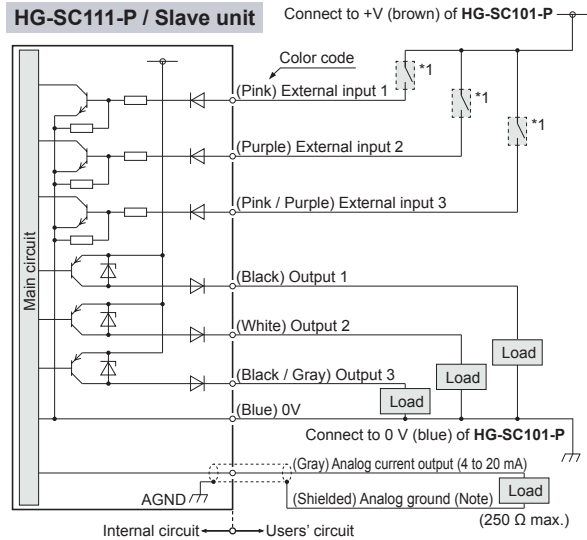 HG-SC111-P / Slave unit
Connect to +V (brown) of HG-SC101-P
Color code
(Pink) External input 1
*1
(Purple) External input 2
*1
(Pink / Purple) External input 3
*1
Main circuit
(Black) Output 1
(White) Output 2
Load
(Black / Gray) Output 3
Load
Load
(Blue) 0V
Connect to 0 V (blue) of HG-SC101-P
(Gray) Analog current output (4 to 20 mA)
AGND
(Shielded) Analog ground (Note)
Load
(250 Ω max.)
Internal circuit
Users' circuit